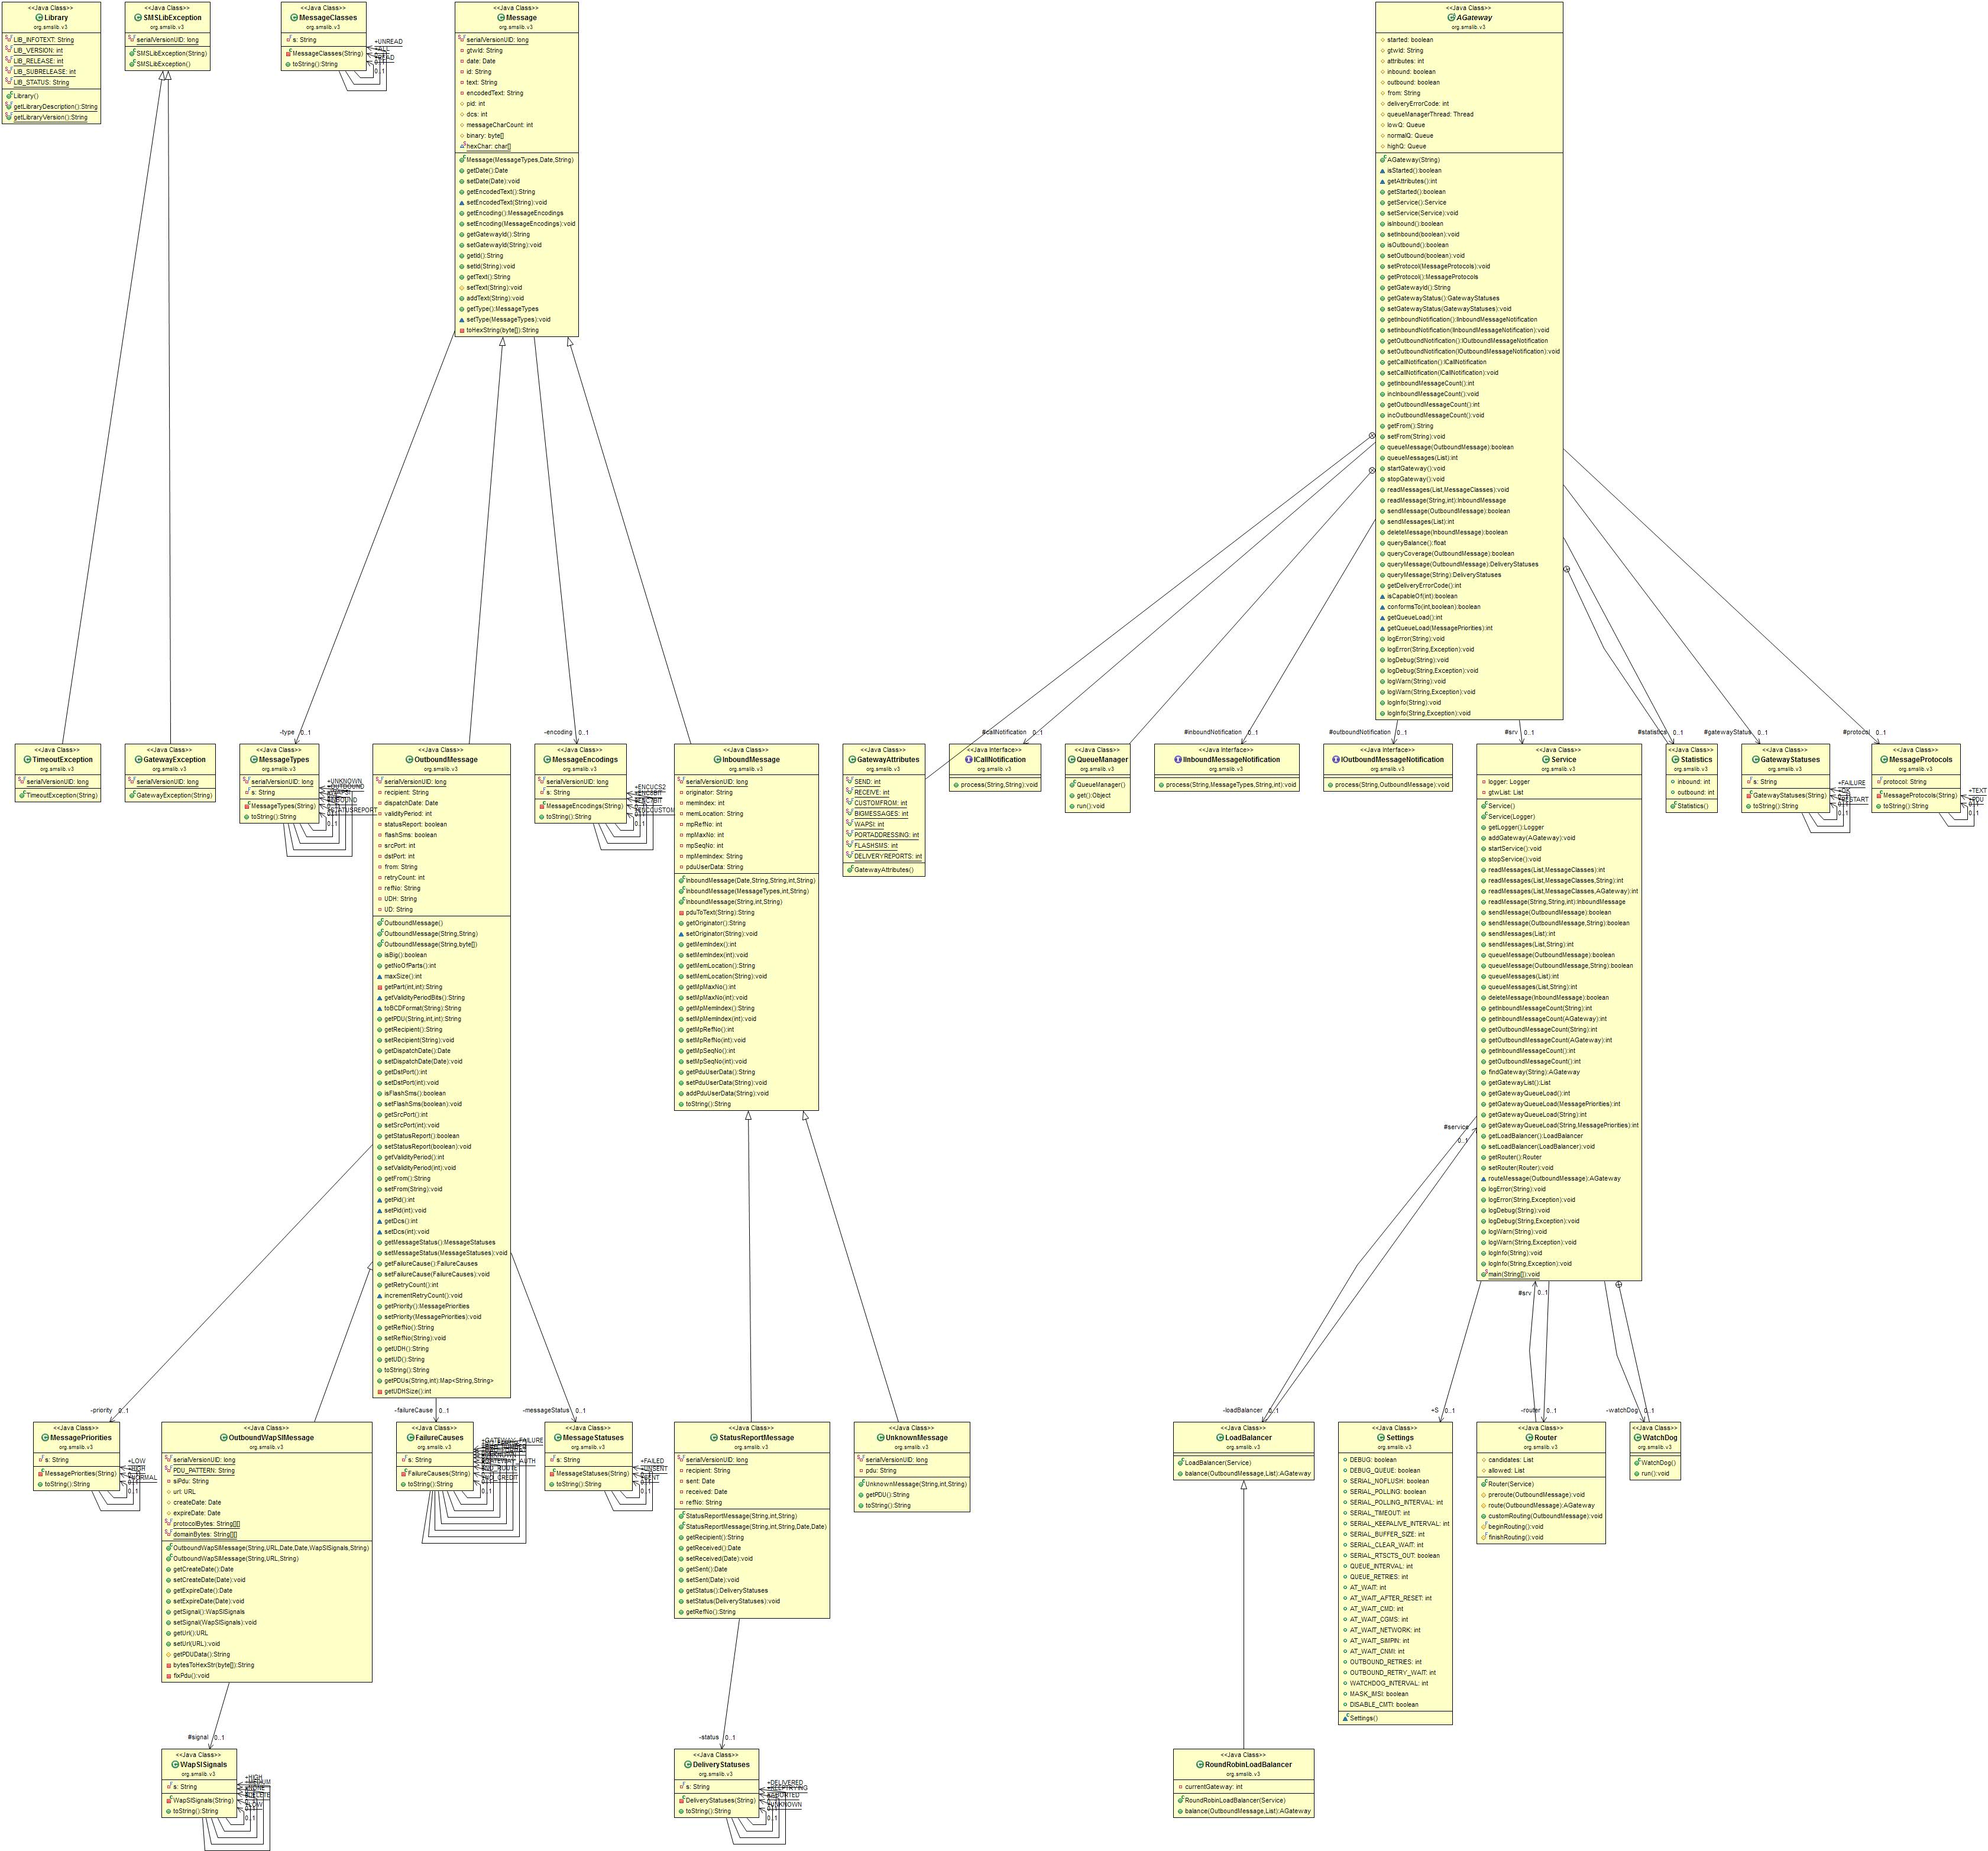 <<Java Class>>
Library
org.smslib.v3
LIB_INFOTEXT: String
LIB_VERSION: int
LIB_RELEASE: int
LIB_SUBRELEASE: int
LIB_STATUS: String
Library()
getLibraryDescription():String
getLibraryVersion():String
<<Java Class>>
SMSLibException
org.smslib.v3
serialVersionUID: long
SMSLibException(String)
SMSLibException()
<<Java Class>>
MessageClasses
org.smslib.v3
s: String
MessageClasses(String)
toString():String
+UNREAD
+ALL
+READ
0..1
<<Java Class>>
Message
org.smslib.v3
serialVersionUID: long
gtwId: String
date: Date
id: String
text: String
encodedText: String
pid: int
dcs: int
messageCharCount: int
binary: byte[]
hexChar: char[]
Message(MessageTypes,Date,String)
getDate():Date
setDate(Date):void
getEncodedText():String
setEncodedText(String):void
getEncoding():MessageEncodings
setEncoding(MessageEncodings):void
getGatewayId():String
setGatewayId(String):void
getId():String
setId(String):void
getText():String
setText(String):void
addText(String):void
getType():MessageTypes
setType(MessageTypes):void
toHexString(byte[]):String
<<Java Class>>
AGateway
org.smslib.v3
started: boolean
gtwId: String
attributes: int
inbound: boolean
outbound: boolean
from: String
deliveryErrorCode: int
queueManagerThread: Thread
lowQ: Queue
normalQ: Queue
highQ: Queue
AGateway(String)
isStarted():boolean
getAttributes():int
getStarted():boolean
getService():Service
setService(Service):void
isInbound():boolean
setInbound(boolean):void
isOutbound():boolean
setOutbound(boolean):void
setProtocol(MessageProtocols):void
getProtocol():MessageProtocols
getGatewayId():String
getGatewayStatus():GatewayStatuses
setGatewayStatus(GatewayStatuses):void
getInboundNotification():IInboundMessageNotification
setInboundNotification(IInboundMessageNotification):void
getOutboundNotification():IOutboundMessageNotification
setOutboundNotification(IOutboundMessageNotification):void
getCallNotification():ICallNotification
setCallNotification(ICallNotification):void
getInboundMessageCount():int
incInboundMessageCount():void
getOutboundMessageCount():int
incOutboundMessageCount():void
getFrom():String
setFrom(String):void
queueMessage(OutboundMessage):boolean
queueMessages(List):int
startGateway():void
stopGateway():void
readMessages(List,MessageClasses):void
readMessage(String,int):InboundMessage
sendMessage(OutboundMessage):boolean
sendMessages(List):int
deleteMessage(InboundMessage):boolean
queryBalance():float
queryCoverage(OutboundMessage):boolean
queryMessage(OutboundMessage):DeliveryStatuses
queryMessage(String):DeliveryStatuses
getDeliveryErrorCode():int
isCapableOf(int):boolean
conformsTo(int,boolean):boolean
getQueueLoad():int
getQueueLoad(MessagePriorities):int
logError(String):void
logError(String,Exception):void
logDebug(String):void
logDebug(String,Exception):void
logWarn(String):void
logWarn(String,Exception):void
logInfo(String):void
logInfo(String,Exception):void
-type 0..1
-encoding 0..1
#callNotification 0..1
#inboundNotification 0..1
#outboundNotification 0..1
#srv 0..1
#statistics 0..1
#gatewayStatus 0..1
#protocol 0..1
<<Java Class>>
TimeoutException
org.smslib.v3
serialVersionUID: long
TimeoutException(String)
<<Java Class>>
GatewayException
org.smslib.v3
serialVersionUID: long
GatewayException(String)
<<Java Class>>
MessageTypes
org.smslib.v3
serialVersionUID: long
s: String
MessageTypes(String)
toString():String
+UNKNOWN
+OUTBOUND
+WAPSI
+INBOUND
+STATUSREPORT
0..1
<<Java Class>>
OutboundMessage
org.smslib.v3
serialVersionUID: long
recipient: String
dispatchDate: Date
validityPeriod: int
statusReport: boolean
flashSms: boolean
srcPort: int
dstPort: int
from: String
retryCount: int
refNo: String
UDH: String
UD: String
OutboundMessage()
OutboundMessage(String,String)
OutboundMessage(String,byte[])
isBig():boolean
getNoOfParts():int
maxSize():int
getPart(int,int):String
getValidityPeriodBits():String
toBCDFormat(String):String
getPDU(String,int,int):String
getRecipient():String
setRecipient(String):void
getDispatchDate():Date
setDispatchDate(Date):void
getDstPort():int
setDstPort(int):void
isFlashSms():boolean
setFlashSms(boolean):void
getSrcPort():int
setSrcPort(int):void
getStatusReport():boolean
setStatusReport(boolean):void
getValidityPeriod():int
setValidityPeriod(int):void
getFrom():String
setFrom(String):void
getPid():int
setPid(int):void
getDcs():int
setDcs(int):void
getMessageStatus():MessageStatuses
setMessageStatus(MessageStatuses):void
getFailureCause():FailureCauses
setFailureCause(FailureCauses):void
getRetryCount():int
incrementRetryCount():void
getPriority():MessagePriorities
setPriority(MessagePriorities):void
getRefNo():String
setRefNo(String):void
getUDH():String
getUD():String
toString():String
getPDUs(String,int):Map<String,String>
getUDHSize():int
<<Java Class>>
MessageEncodings
org.smslib.v3
serialVersionUID: long
s: String
MessageEncodings(String)
toString():String
+ENCUCS2
+ENC8BIT
+ENC7BIT
+ENCCUSTOM
0..1
<<Java Class>>
InboundMessage
org.smslib.v3
serialVersionUID: long
originator: String
memIndex: int
memLocation: String
mpRefNo: int
mpMaxNo: int
mpSeqNo: int
mpMemIndex: String
pduUserData: String
InboundMessage(Date,String,String,int,String)
InboundMessage(MessageTypes,int,String)
InboundMessage(String,int,String)
pduToText(String):String
getOriginator():String
setOriginator(String):void
getMemIndex():int
setMemIndex(int):void
getMemLocation():String
setMemLocation(String):void
getMpMaxNo():int
setMpMaxNo(int):void
getMpMemIndex():String
setMpMemIndex(int):void
getMpRefNo():int
setMpRefNo(int):void
getMpSeqNo():int
setMpSeqNo(int):void
getPduUserData():String
setPduUserData(String):void
addPduUserData(String):void
toString():String
<<Java Class>>
GatewayAttributes
org.smslib.v3
SEND: int
RECEIVE: int
CUSTOMFROM: int
BIGMESSAGES: int
WAPSI: int
PORTADDRESSING: int
FLASHSMS: int
DELIVERYREPORTS: int
GatewayAttributes()
<<Java Interface>>
ICallNotification
org.smslib.v3
process(String,String):void
<<Java Class>>
QueueManager
org.smslib.v3
QueueManager()
get():Object
run():void
<<Java Interface>>
IInboundMessageNotification
org.smslib.v3
process(String,MessageTypes,String,int):void
<<Java Interface>>
IOutboundMessageNotification
org.smslib.v3
process(String,OutboundMessage):void
<<Java Class>>
Service
org.smslib.v3
logger: Logger
gtwList: List
Service()
Service(Logger)
getLogger():Logger
addGateway(AGateway):void
startService():void
stopService():void
readMessages(List,MessageClasses):int
readMessages(List,MessageClasses,String):int
readMessages(List,MessageClasses,AGateway):int
readMessage(String,String,int):InboundMessage
sendMessage(OutboundMessage):boolean
sendMessage(OutboundMessage,String):boolean
sendMessages(List):int
sendMessages(List,String):int
queueMessage(OutboundMessage):boolean
queueMessage(OutboundMessage,String):boolean
queueMessages(List):int
queueMessages(List,String):int
deleteMessage(InboundMessage):boolean
getInboundMessageCount(String):int
getInboundMessageCount(AGateway):int
getOutboundMessageCount(String):int
getOutboundMessageCount(AGateway):int
getInboundMessageCount():int
getOutboundMessageCount():int
findGateway(String):AGateway
getGatewayList():List
getGatewayQueueLoad():int
getGatewayQueueLoad(MessagePriorities):int
getGatewayQueueLoad(String):int
getGatewayQueueLoad(String,MessagePriorities):int
getLoadBalancer():LoadBalancer
setLoadBalancer(LoadBalancer):void
getRouter():Router
setRouter(Router):void
routeMessage(OutboundMessage):AGateway
logError(String):void
logError(String,Exception):void
logDebug(String):void
logDebug(String,Exception):void
logWarn(String):void
logWarn(String,Exception):void
logInfo(String):void
logInfo(String,Exception):void
main(String[]):void
<<Java Class>>
Statistics
org.smslib.v3
inbound: int
outbound: int
Statistics()
<<Java Class>>
GatewayStatuses
org.smslib.v3
s: String
GatewayStatuses(String)
toString():String
+FAILURE
+OK
+RESTART
0..1
<<Java Class>>
MessageProtocols
org.smslib.v3
protocol: String
MessageProtocols(String)
toString():String
+TEXT
+PDU
0..1
#service
0..1
#srv 0..1
-priority 0..1
-failureCause 0..1
-messageStatus 0..1
-loadBalancer 0..1
+S 0..1
-router 0..1
-watchDog 0..1
<<Java Class>>
MessagePriorities
org.smslib.v3
s: String
MessagePriorities(String)
toString():String
+LOW
+HIGH
+NORMAL
0..1
<<Java Class>>
OutboundWapSIMessage
org.smslib.v3
serialVersionUID: long
PDU_PATTERN: String
siPdu: String
url: URL
createDate: Date
expireDate: Date
protocolBytes: String[][]
domainBytes: String[][]
OutboundWapSIMessage(String,URL,Date,Date,WapSISignals,String)
OutboundWapSIMessage(String,URL,String)
getCreateDate():Date
setCreateDate(Date):void
getExpireDate():Date
setExpireDate(Date):void
getSignal():WapSISignals
setSignal(WapSISignals):void
getUrl():URL
setUrl(URL):void
getPDUData():String
bytesToHexStr(byte[]):String
fixPdu():void
<<Java Class>>
FailureCauses
org.smslib.v3
s: String
FailureCauses(String)
toString():String
+GATEWAY_FAILURE
+GATEWAY_AUTH
+NO_ROUTE
+NO_CREDIT
0..1
<<Java Class>>
MessageStatuses
org.smslib.v3
s: String
MessageStatuses(String)
toString():String
+FAILED
+UNSENT
+SENT
0..1
<<Java Class>>
StatusReportMessage
org.smslib.v3
serialVersionUID: long
recipient: String
sent: Date
received: Date
refNo: String
StatusReportMessage(String,int,String)
StatusReportMessage(String,int,String,Date,Date)
getRecipient():String
getReceived():Date
setReceived(Date):void
getSent():Date
setSent(Date):void
getStatus():DeliveryStatuses
setStatus(DeliveryStatuses):void
getRefNo():String
<<Java Class>>
UnknownMessage
org.smslib.v3
serialVersionUID: long
pdu: String
UnknownMessage(String,int,String)
getPDU():String
toString():String
<<Java Class>>
LoadBalancer
org.smslib.v3
LoadBalancer(Service)
balance(OutboundMessage,List):AGateway
<<Java Class>>
Settings
org.smslib.v3
DEBUG: boolean
DEBUG_QUEUE: boolean
SERIAL_NOFLUSH: boolean
SERIAL_POLLING: boolean
SERIAL_POLLING_INTERVAL: int
SERIAL_TIMEOUT: int
SERIAL_KEEPALIVE_INTERVAL: int
SERIAL_BUFFER_SIZE: int
SERIAL_CLEAR_WAIT: int
SERIAL_RTSCTS_OUT: boolean
QUEUE_INTERVAL: int
QUEUE_RETRIES: int
AT_WAIT: int
AT_WAIT_AFTER_RESET: int
AT_WAIT_CMD: int
AT_WAIT_CGMS: int
AT_WAIT_NETWORK: int
AT_WAIT_SIMPIN: int
AT_WAIT_CNMI: int
OUTBOUND_RETRIES: int
OUTBOUND_RETRY_WAIT: int
WATCHDOG_INTERVAL: int
MASK_IMSI: boolean
DISABLE_CMTI: boolean
Settings()
<<Java Class>>
Router
org.smslib.v3
candidates: List
allowed: List
Router(Service)
preroute(OutboundMessage):void
route(OutboundMessage):AGateway
customRouting(OutboundMessage):void
beginRouting():void
finishRouting():void
<<Java Class>>
WatchDog
org.smslib.v3
WatchDog()
run():void
#signal 0..1
-status 0..1
<<Java Class>>
WapSISignals
org.smslib.v3
s: String
WapSISignals(String)
toString():String
+HIGH
+MEDIUM
+NONE
+DELETE
+LOW
0..1
<<Java Class>>
DeliveryStatuses
org.smslib.v3
s: String
DeliveryStatuses(String)
toString():String
+DELIVERED
+KEEPTRYING
+ABORTED
+UNKNOWN
0..1
<<Java Class>>
RoundRobinLoadBalancer
org.smslib.v3
currentGateway: int
RoundRobinLoadBalancer(Service)
balance(OutboundMessage,List):AGateway